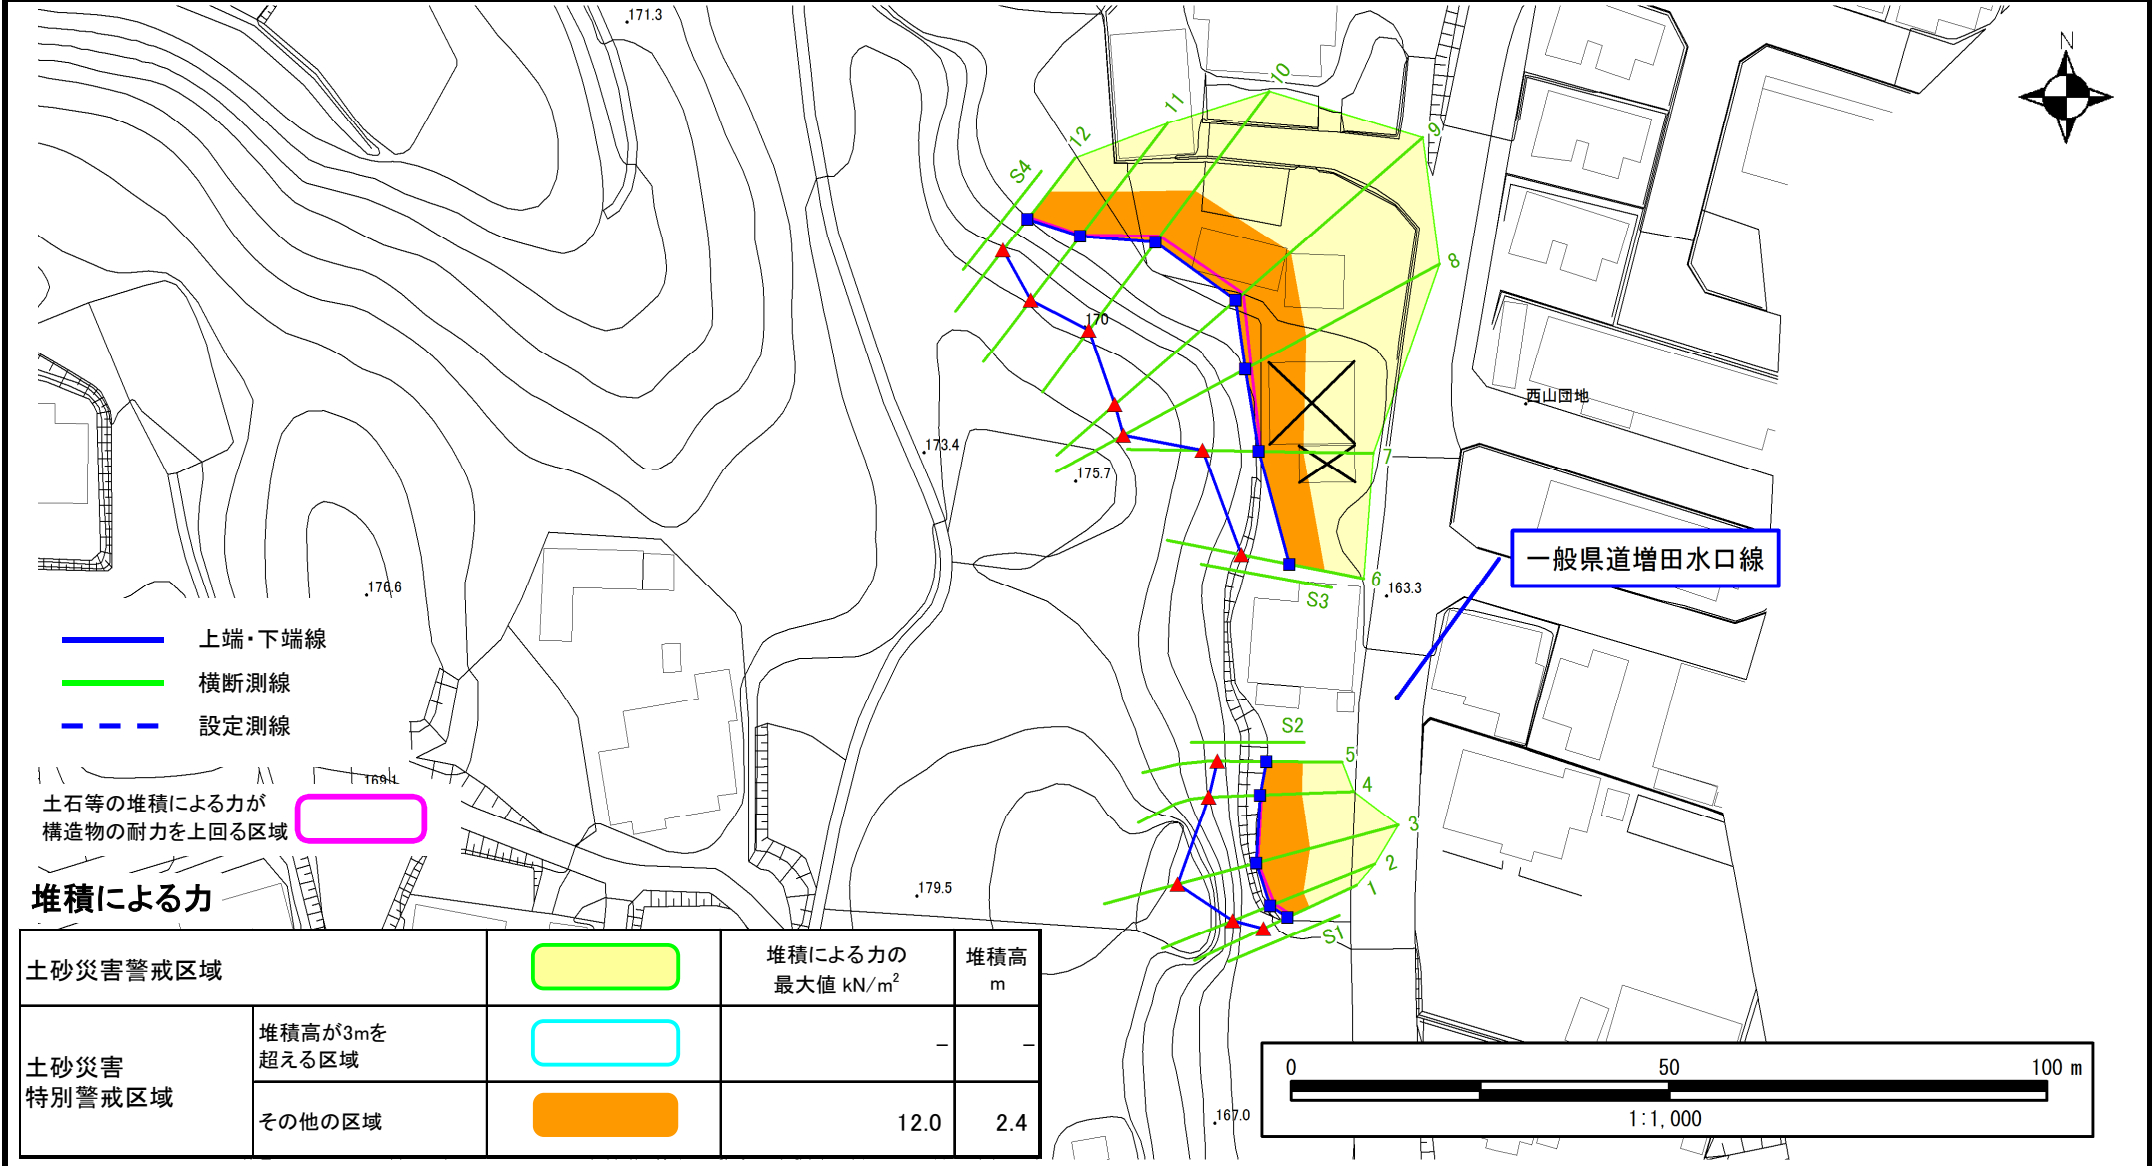 171.3
N
10
11
9
12
S4
8
170
西山団地
173.4
7
175.7
一般県道増田水口線
176.6
6
163.3
S3
上端・下端線
横断測線
設定測線
S2
5
4
169.1
土石等の堆積による力が
構造物の耐力を上回る区域
3
2
1
179.5
S1
堆積による力
土砂災害警戒区域
堆積による力の
最大値 kN/m²
堆積高
m
土砂災害
特別警戒区域
堆積高が3mを
超える区域
–
–
その他の区域
12.0
2.4
167.0
0
50
100 m
1:1,000